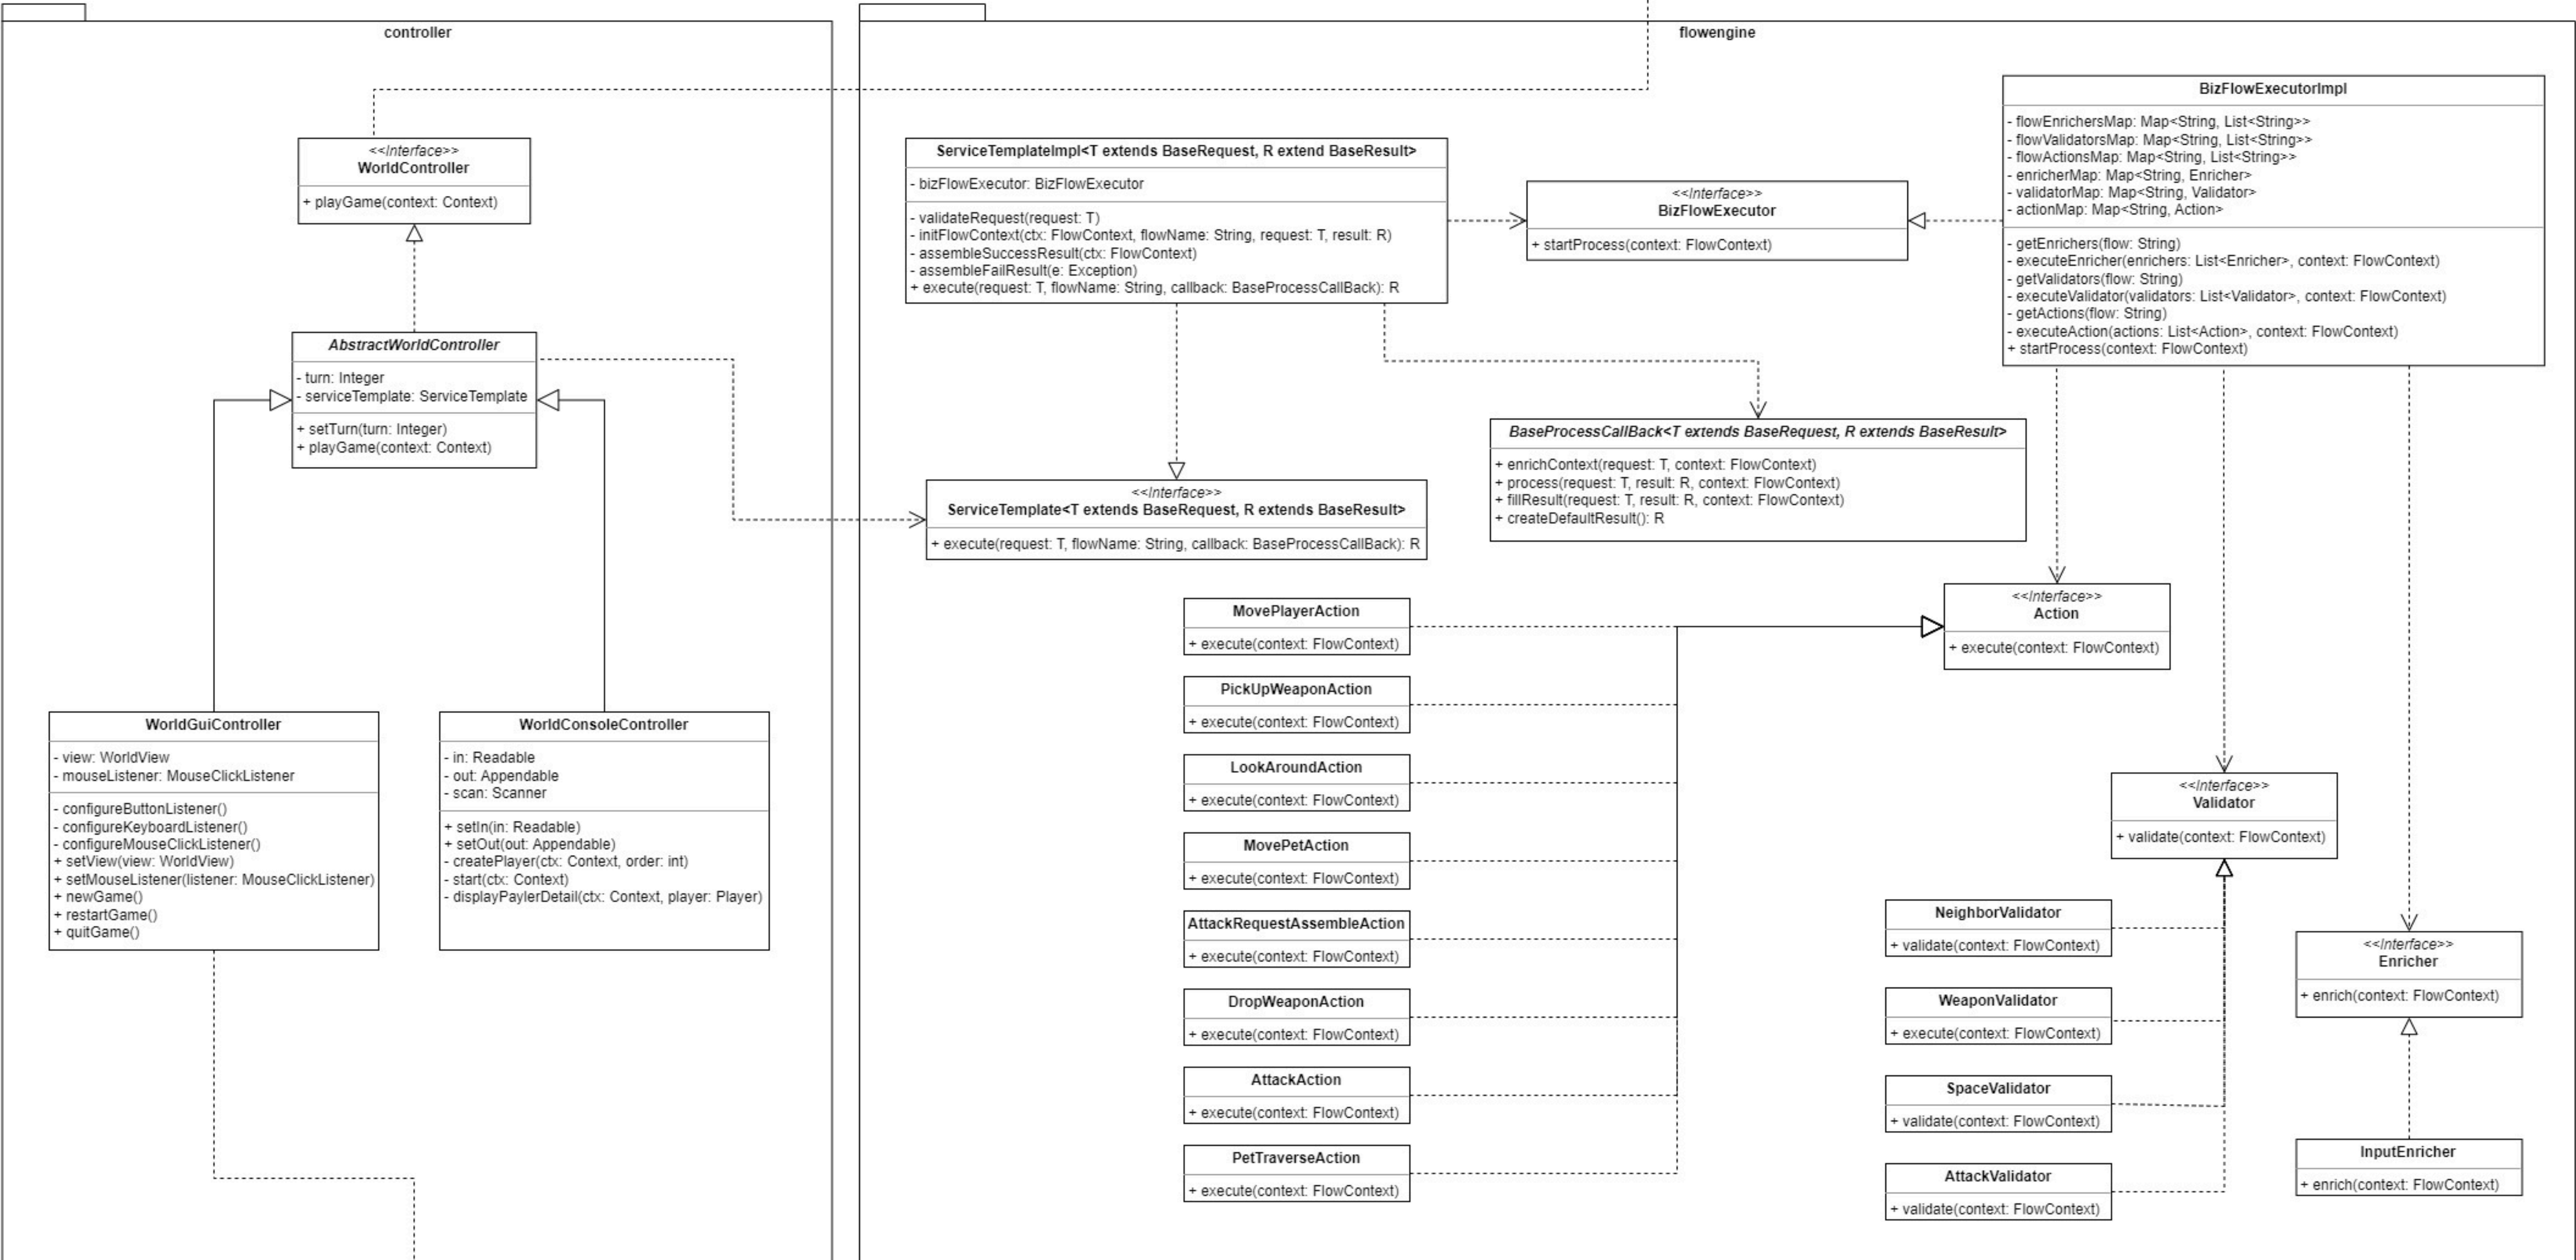 controller
<<Interface>>
WorldController
+ playGame(context: Context)
AbstractWorldController
- turn: Integer
- serviceTemplate: ServiceTemplate
+ setTurn(turn: Integer)
+ playGame(context: Context)
WorldGuiController
- view: WorldView
- mouseListener: MouseClickListener
- configureButtonListener()
- configureKeyboardListener()
- configureMouseClickListener()
+ setView(view: WorldView)
+ setMouseListener(listener: MouseClickListener)
+ newGame()
+ restartGame()
+ quitGame()
WorldConsoleController
- in: Readable
- out: Appendable
- scan: Scanner
+ setIn(in: Readable)
+ setOut(out: Appendable)
- createPlayer(ctx: Context, order: int)
- start(ctx: Context)
- displayPaylerDetail(ctx: Context, player: Player)
flowengine
ServiceTemplateImpl<T extends BaseRequest, R extend BaseResult>
- bizFlowExecutor: BizFlowExecutor
- validateRequest(request: T)
- initFlowContext(ctx: FlowContext, flowName: String, request: T, result: R)
- assembleSuccessResult(ctx: FlowContext)
- assembleFailResult(e: Exception)
+ execute(request: T, flowName: String, callback: BaseProcessCallBack): R
<<Interface>>
BizFlowExecutor
+ startProcess(context: FlowContext)
BizFlowExecutorImpl
- flowEnrichersMap: Map<String, List<String>>
- flowValidatorsMap: Map<String, List<String>>
- flowActionsMap: Map<String, List<String>>
- enricherMap: Map<String, Enricher>
- validatorMap: Map<String, Validator>
- actionMap: Map<String, Action>
- getEnrichers(flow: String)
- executeEnricher(enrichers: List<Enricher>, context: FlowContext)
- getValidators(flow: String)
- executeValidator(validators: List<Validator>, context: FlowContext)
- getActions(flow: String)
- executeAction(actions: List<Action>, context: FlowContext)
+ startProcess(context: FlowContext)
BaseProcessCallBack<T extends BaseRequest, R extends BaseResult>
+ enrichContext(request: T, context: FlowContext)
+ process(request: T, result: R, context: FlowContext)
+ fillResult(request: T, result: R, context: FlowContext)
+ createDefaultResult(): R
<<Interface>>
ServiceTemplate<T extends BaseRequest, R extends BaseResult>
+ execute(request: T, flowName: String, callback: BaseProcessCallBack): R
MovePlayerAction
+ execute(context: FlowContext)
PickUpWeaponAction
+ execute(context: FlowContext)
LookAroundAction
+ execute(context: FlowContext)
MovePetAction
+ execute(context: FlowContext)
AttackRequestAssembleAction
+ execute(context: FlowContext)
DropWeaponAction
+ execute(context: FlowContext)
AttackAction
+ execute(context: FlowContext)
PetTraverseAction
+ execute(context: FlowContext)
<<Interface>>
Action
+ execute(context: FlowContext)
<<Interface>>
Validator
+ validate(context: FlowContext)
NeighborValidator
+ validate(context: FlowContext)
WeaponValidator
+ execute(context: FlowContext)
SpaceValidator
+ validate(context: FlowContext)
AttackValidator
+ validate(context: FlowContext)
<<Interface>>
Enricher
+ enrich(context: FlowContext)
InputEnricher
+ enrich(context: FlowContext)